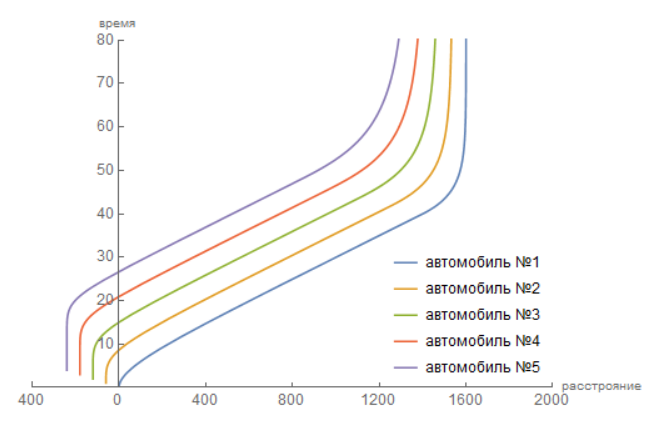 время
80
70
60
50
40
30
20
10
автомобиль №1
автомобиль №2
автомобиль №3
автомобиль №4
автомобиль №5
400 0 400 800 1200 1600 2000 расстрояние